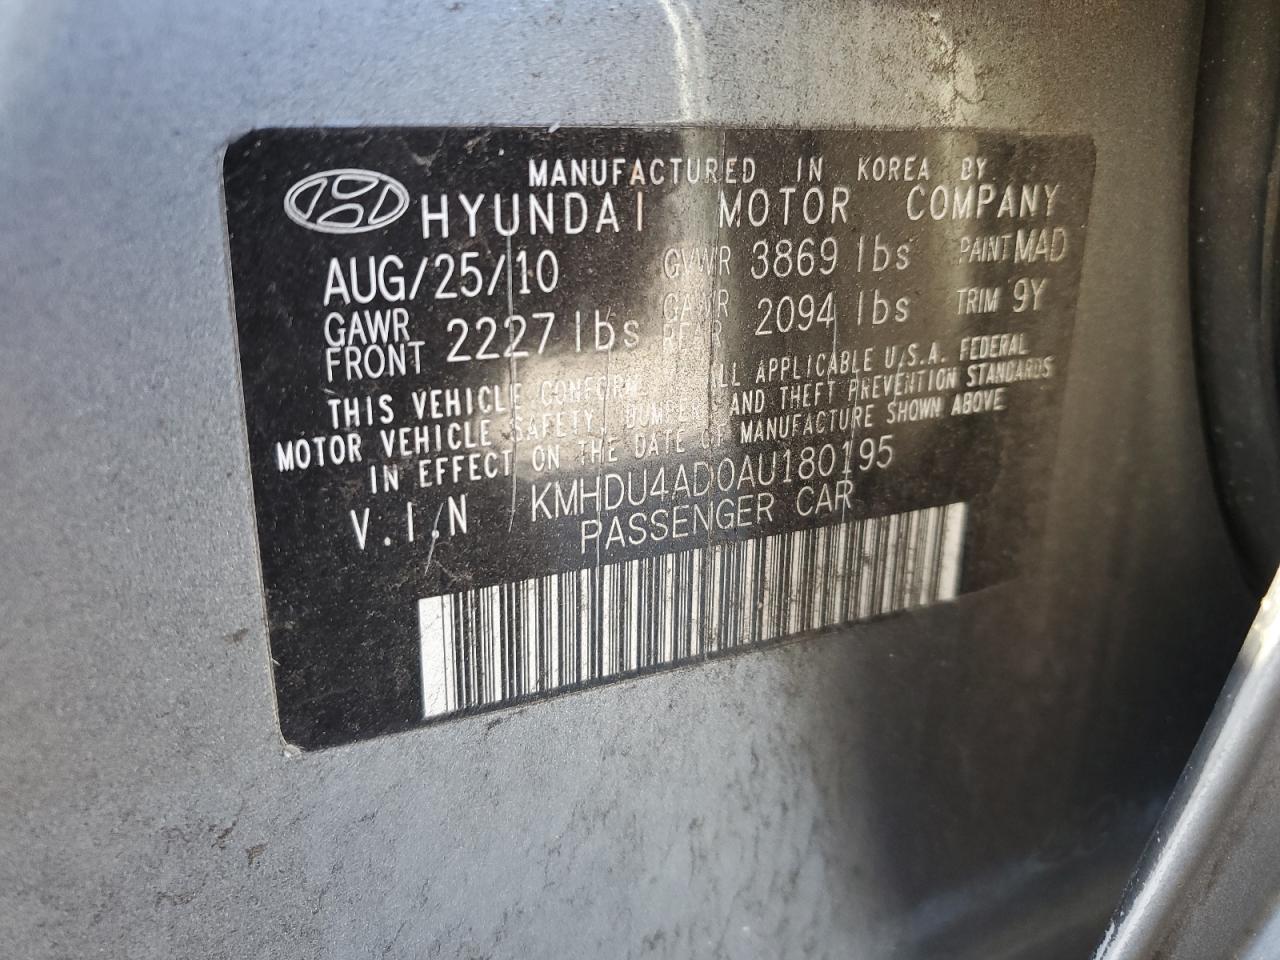 MANUFACTURED IN KOREA BY
HYUNDAI MOTOR COMPANY
AUG/25/10 GVWR 3869 lbs PAINT MAD
GAWR FRONT 2227 lbs GAWR REAR 2094 lbs TRIM 9Y
THIS VEHICLE CONFORMS TO ALL APPLICABLE U.S.A. FEDERAL
MOTOR VEHICLE SAFETY, BUMPER, AND THEFT PREVENTION STANDARDS
IN EFFECT ON THE DATE OF MANUFACTURE SHOWN ABOVE
V.I.N KMHDU4AD0AU180195
PASSENGER CAR